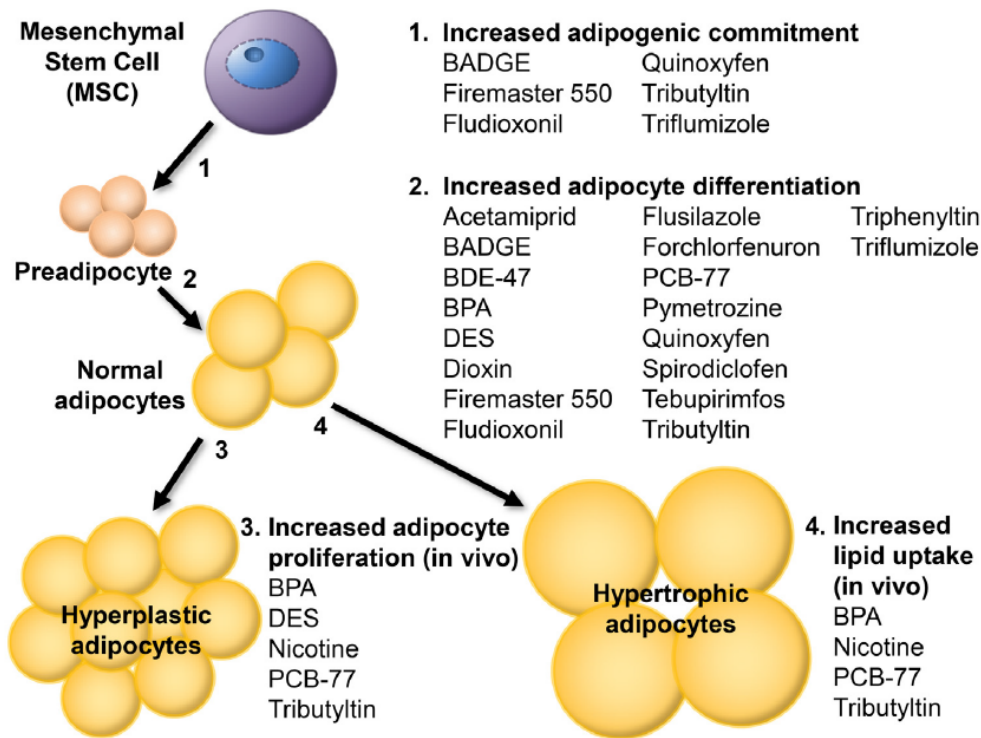 Mesenchymal
Stem Cell
(MSC)
1
Preadipocyte
2
Normal
adipocytes
3
4
Hyperplastic
adipocytes
Hypertrophic
adipocytes
1. Increased adipogenic commitment
BADGE Quinoxyfen
Firemaster 550 Tributyltin
Fludioxonil Triflumizole
2. Increased adipocyte differentiation
Acetamiprid Flusilazole Triphenyltin
BADGE Forchlorfenuron Triflumizole
BDE-47 PCB-77
BPA Pymetrozine
DES Quinoxyfen
Dioxin Spirodiclofen
Firemaster 550 Tebupirimfos
Fludioxonil Tributyltin
3. Increased adipocyte
proliferation (in vivo)
BPA
DES
Nicotine
PCB-77
Tributyltin
4. Increased
lipid uptake
(in vivo)
BPA
Nicotine
PCB-77
Tributyltin